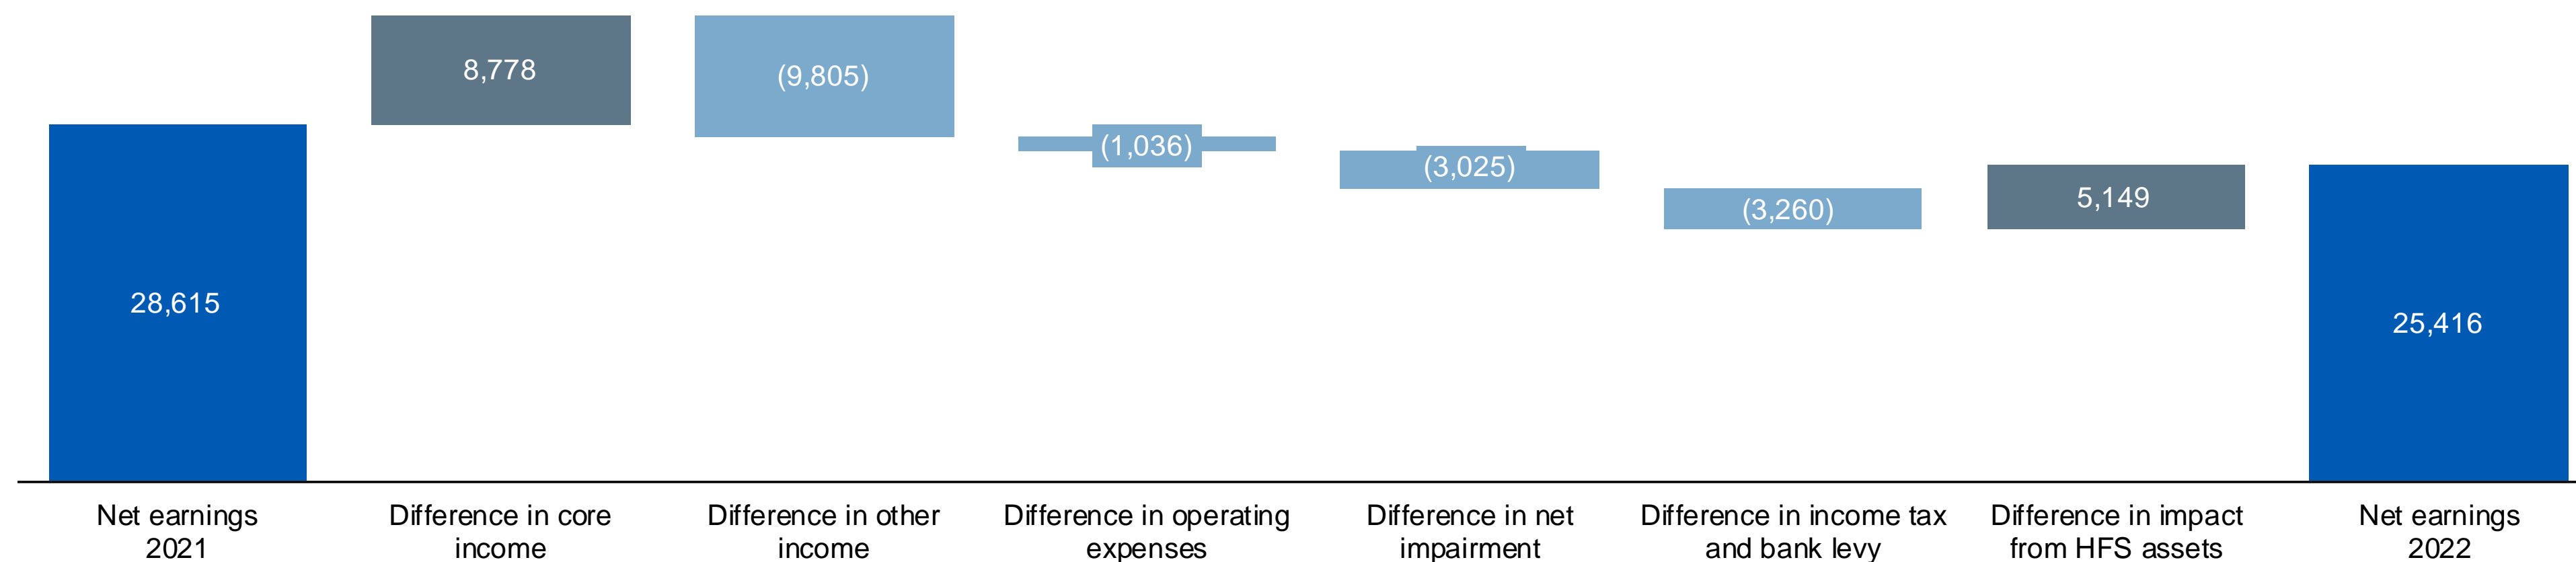 8,778
(9,805)
(1,036)
(3,025)
(3,260)
5,149
28,615
25,416
Net earnings
2021
Difference in core
income
Difference in other
income
Difference in operating
expenses
Difference in net
impairment
Difference in income tax
and bank levy
Difference in impact
from HFS assets
Net earnings
2022